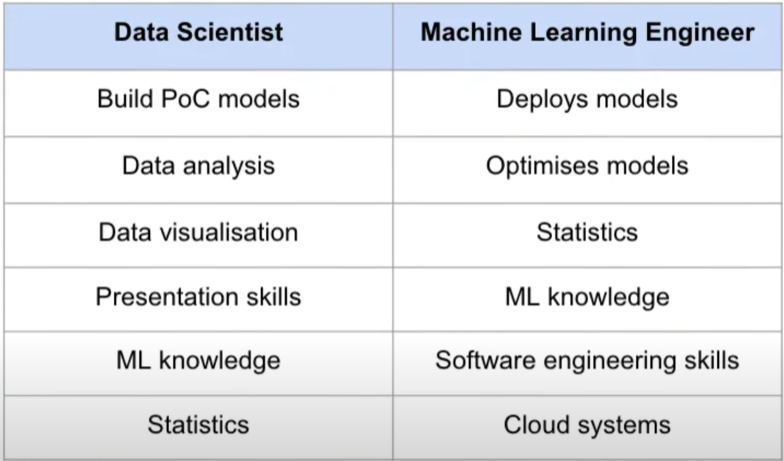 Data Scientist
Machine Learning Engineer
Build PoC models
Deploys models
Data analysis
Optimises models
Data visualisation
Statistics
Presentation skills
ML knowledge
ML knowledge
Software engineering skills
Statistics
Cloud systems